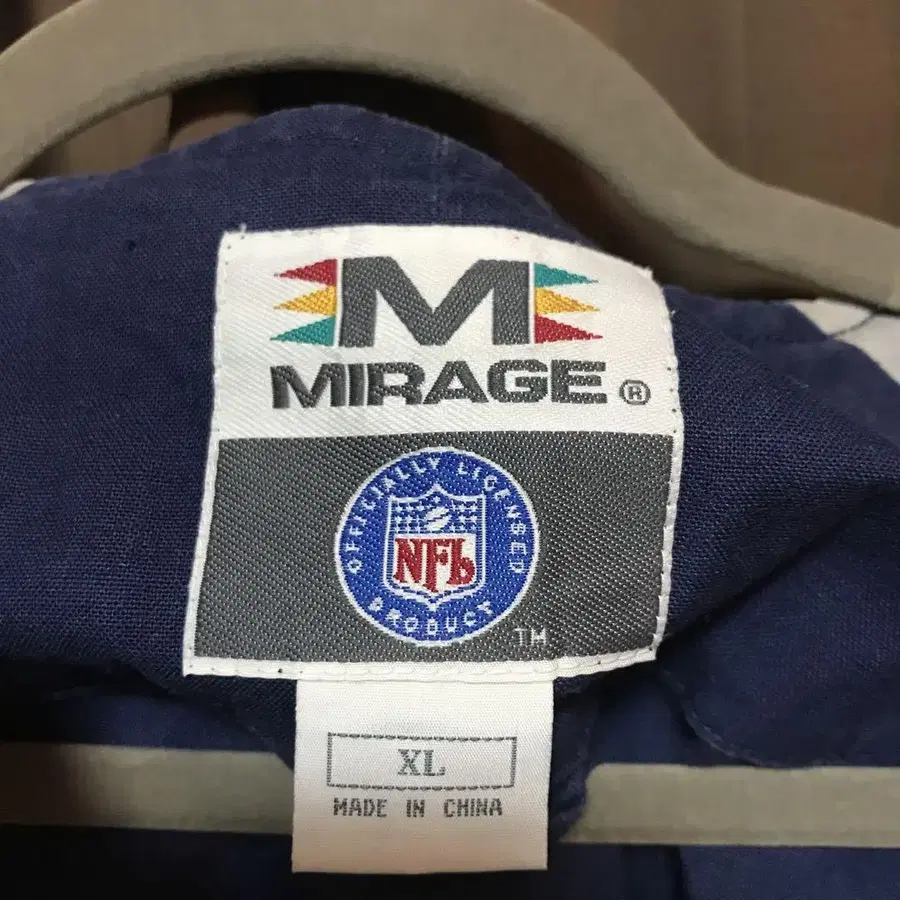 M
MIRAGE ®
OFFICIALLY LICENSED
NFL
PRODUCT
TM
XL
MADE IN CHINA